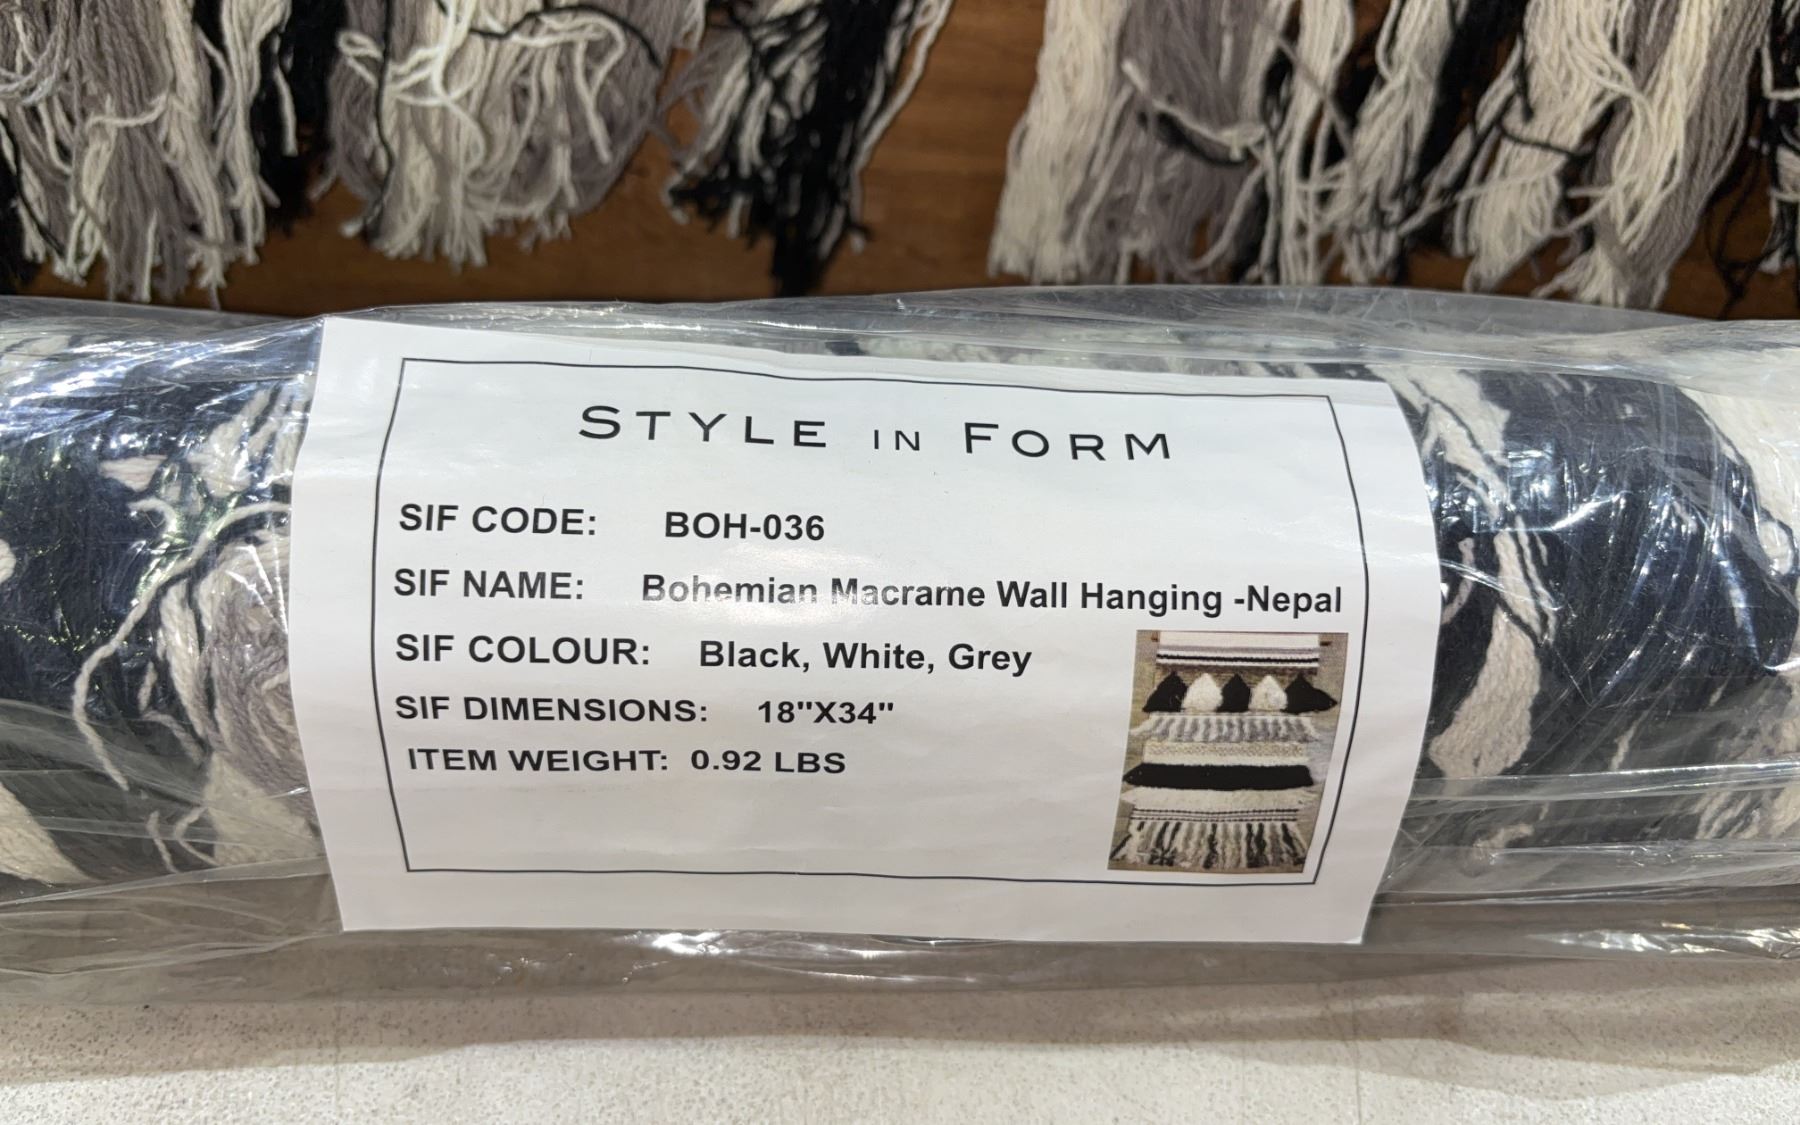 STYLE IN FORM
SIF CODE: BOH-036
SIF NAME: Bohemian Macrame Wall Hanging -Nepal
SIF COLOUR: Black, White, Grey
SIF DIMENSIONS: 18"X34"
ITEM WEIGHT: 0.92 LBS